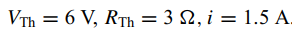 V_Th = 6 V, R_Th = 3 Ω, i = 1.5 A.